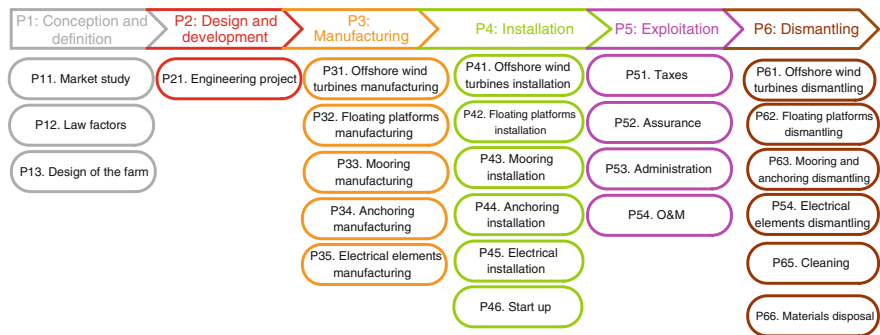 P1: Conception and
definition
P2: Design and
development
P3:
Manufacturing
P4: Installation
P5: Exploitation
P6: Dismantling
P11. Market study
P12. Law factors
P13. Design of the farm
P21. Engineering project
P31. Offshore wind
turbines manufacturing
P32. Floating platforms
manufacturing
P33. Mooring
manufacturing
P34. Anchoring
manufacturing
P35. Electrical elements
manufacturing
P41. Offshore wind
turbines installation
P42. Floating platforms
installation
P43. Mooring
installation
P44. Anchoring
installation
P45. Electrical
installation
P46. Start up
P51. Taxes
P52. Assurance
P53. Administration
P54. O&M
P61. Offshore wind
turbines dismantling
P62. Floating platforms
dismantling
P63. Mooring and
anchoring dismantling
P54. Electrical
elements dismantling
P65. Cleaning
P66. Materials disposal